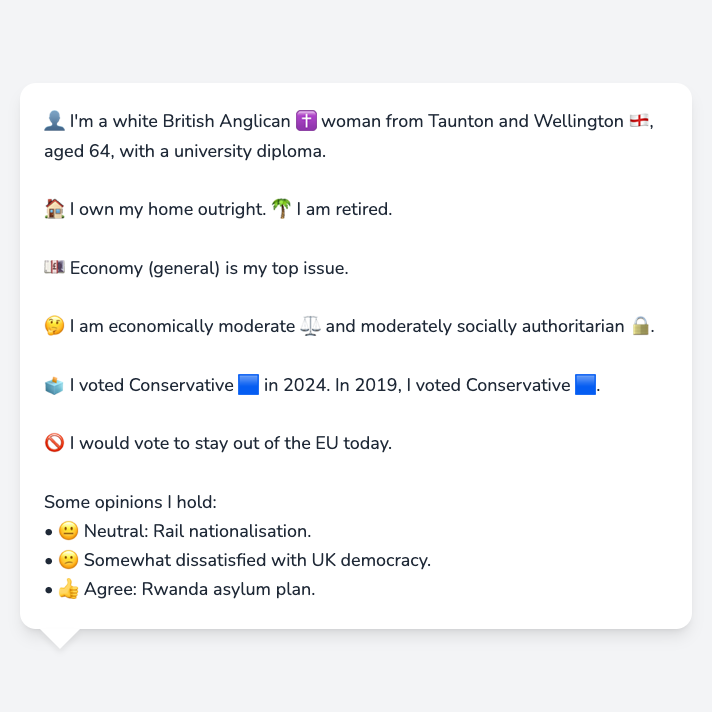 👤 I'm a white British Anglican ✝️ woman from Taunton and Wellington 🏴󠁧󠁢󠁥󠁮󠁧󠁿,
aged 64, with a university diploma.
🏠 I own my home outright. 🌴 I am retired.
💷 Economy (general) is my top issue.
🤔 I am economically moderate ⚖️ and moderately socially authoritarian 🔒.
🗳️ I voted Conservative 🟦 in 2024. In 2019, I voted Conservative 🟦.
🚫 I would vote to stay out of the EU today.
Some opinions I hold:
• 😐 Neutral: Rail nationalisation.
• 🙁 Somewhat dissatisfied with UK democracy.
• 👍 Agree: Rwanda asylum plan.